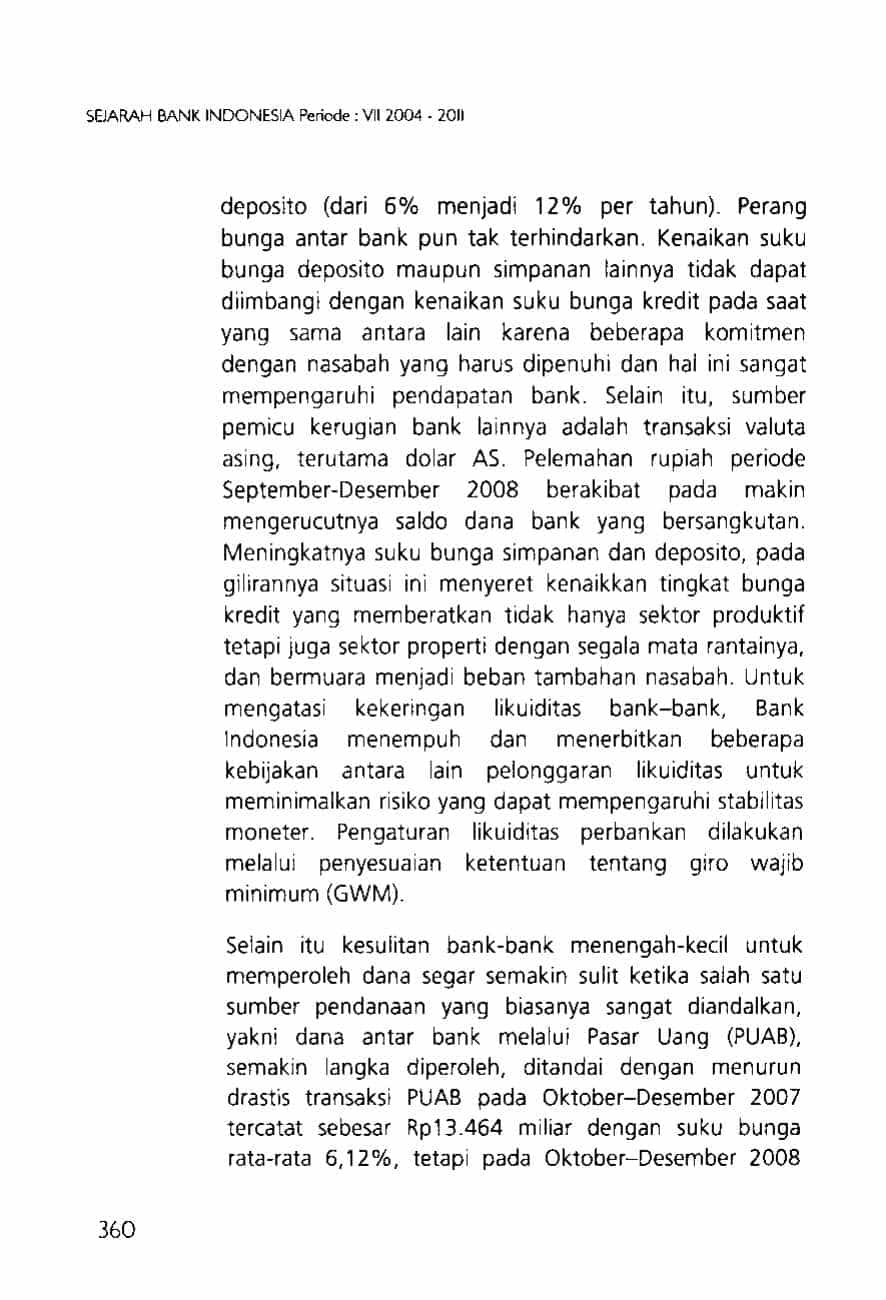 SEJARAH BANK INDONESIA Periode : VII 2004 - 2011
deposito (dari 6% menjadi 12% per tahun). Perang
bunga antar bank pun tak terhindarkan. Kenaikan suku
bunga deposito maupun simpanan lainnya tidak dapat
diimbangi dengan kenaikan suku bunga kredit pada saat
yang sama antara lain karena beberapa komitmen
dengan nasabah yang harus dipenuhi dan hal ini sangat
mempengaruhi pendapatan bank. Selain itu, sumber
pemicu kerugian bank lainnya adalah transaksi valuta
asing, terutama dolar AS. Pelemahan rupiah periode
September-Desember 2008 berakibat pada makin
mengerucutnya saldo dana bank yang bersangkutan.
Meningkatnya suku bunga simpanan dan deposito, pada
gilirannya situasi ini menyeret kenaikkan tingkat bunga
kredit yang memberatkan tidak hanya sektor produktif
tetapi juga sektor properti dengan segala mata rantainya,
dan bermuara menjadi beban tambahan nasabah. Untuk
mengatasi kekeringan likuiditas bank–bank, Bank
Indonesia menempuh dan menerbitkan beberapa
kebijakan antara lain pelonggaran likuiditas untuk
meminimalkan risiko yang dapat mempengaruhi stabilitas
moneter. Pengaturan likuiditas perbankan dilakukan
melalui penyesuaian ketentuan tentang giro wajib
minimum (GWM).
Selain itu kesulitan bank-bank menengah-kecil untuk
memperoleh dana segar semakin sulit ketika salah satu
sumber pendanaan yang biasanya sangat diandalkan,
yakni dana antar bank melalui Pasar Uang (PUAB),
semakin langka diperoleh, ditandai dengan menurun
drastis transaksi PUAB pada Oktober–Desember 2007
tercatat sebesar Rp13.464 miliar dengan suku bunga
rata-rata 6,12%, tetapi pada Oktober–Desember 2008
360